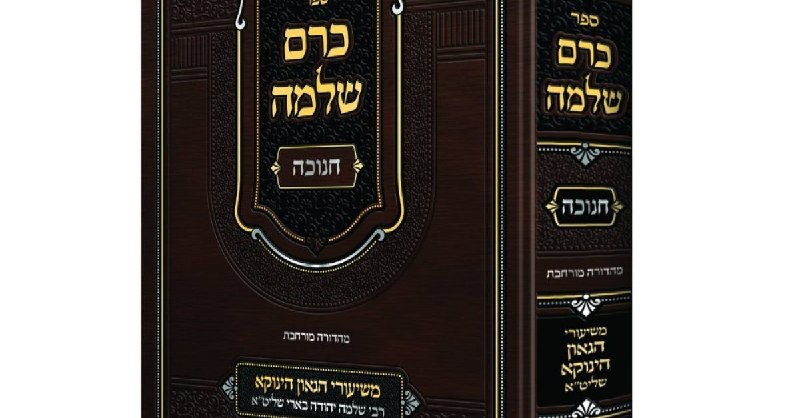 ספר
כרם
שלמה
חנוכה
מהדורה מורחבת
משיעורי הגאון הינוקא
רבי שלמה יהודה בארי שליט"א
ספר
כרם
שלמה
חנוכה
מהדורה מורחבת
משיעורי
הגאון
הינוקא
שליט"א